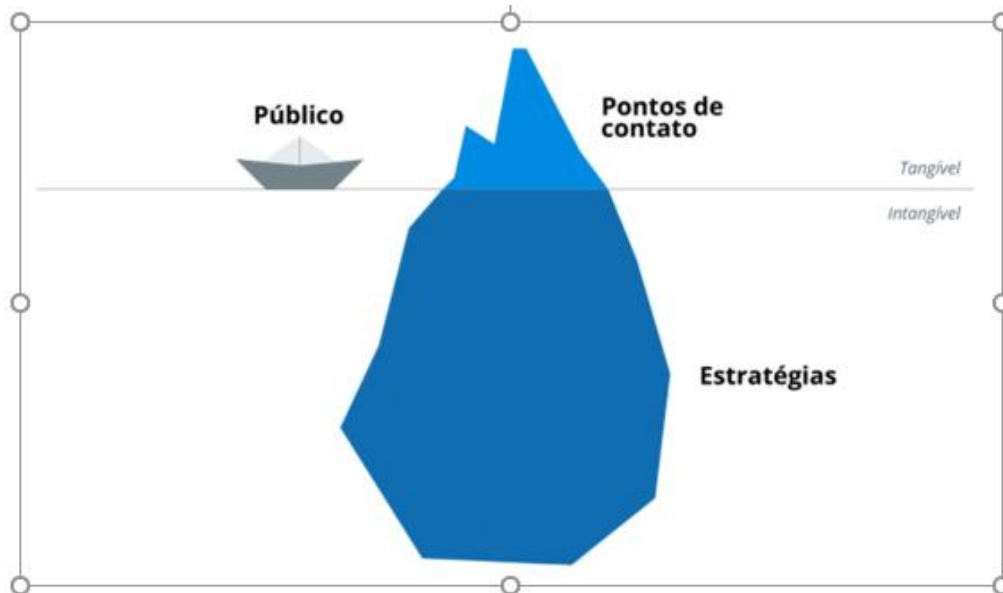 Público
Pontos de
contato
Tangível
Intangível
Estratégias